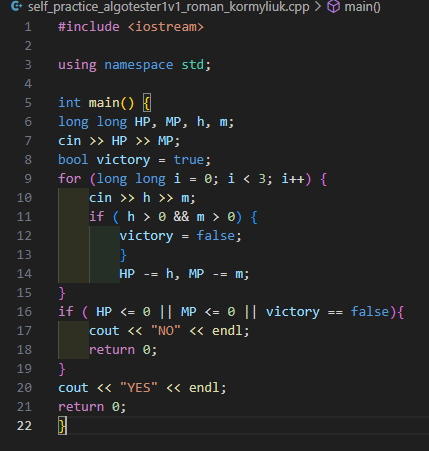 self_practice_algotester1v1_roman_kormyliuk.cpp > main()
1 #include <iostream>
2
3 using namespace std;
4
5 int main() {
6 long long HP, MP, h, m;
7 cin >> HP >> MP;
8 bool victory = true;
9 for (long long i = 0; i < 3; i++) {
10     cin >> h >> m;
11     if ( h > 0 && m > 0) {
12         victory = false;
13         }
14         HP -= h, MP -= m;
15 }
16 if ( HP <= 0 || MP <= 0 || victory == false){
17     cout << "NO" << endl;
18     return 0;
19 }
20 cout << "YES" << endl;
21 return 0;
22 }